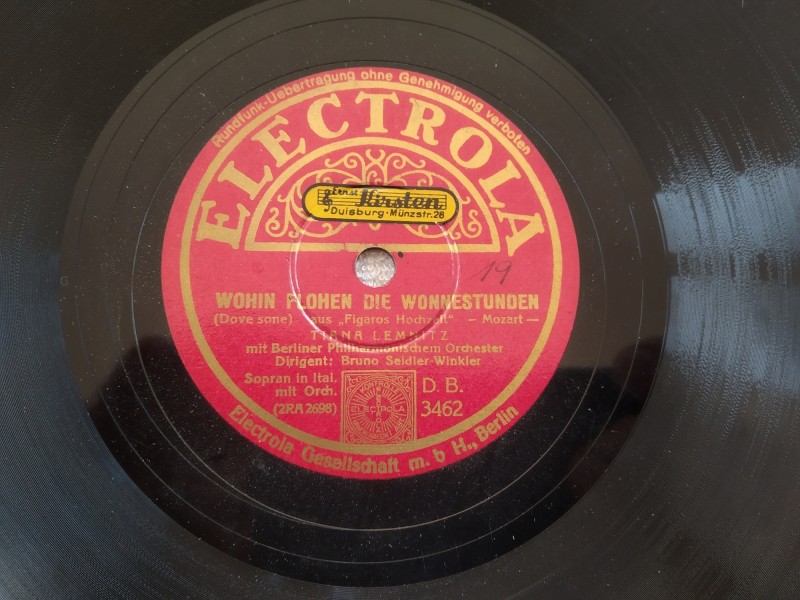 Rundfunk-Uebertragung ohne Genehmigung verboten
ELECTROLA
Kirsten
Duisburg · Münzstr. 28
19
WOHIN FLOHEN DIE WONNESTUNDEN
(Dove sono) aus „Figaros Hochzeit" - Mozart -
TIANA LEMNITZ
mit Berliner Philharmonischem Orchester
Dirigent: Bruno Seidler-Winkler
Sopran in Ital.
mit Orch.
(2RA 2698)
ELECTROLA
D. B.
3462
Electrola Gesellschaft m. b H., Berlin